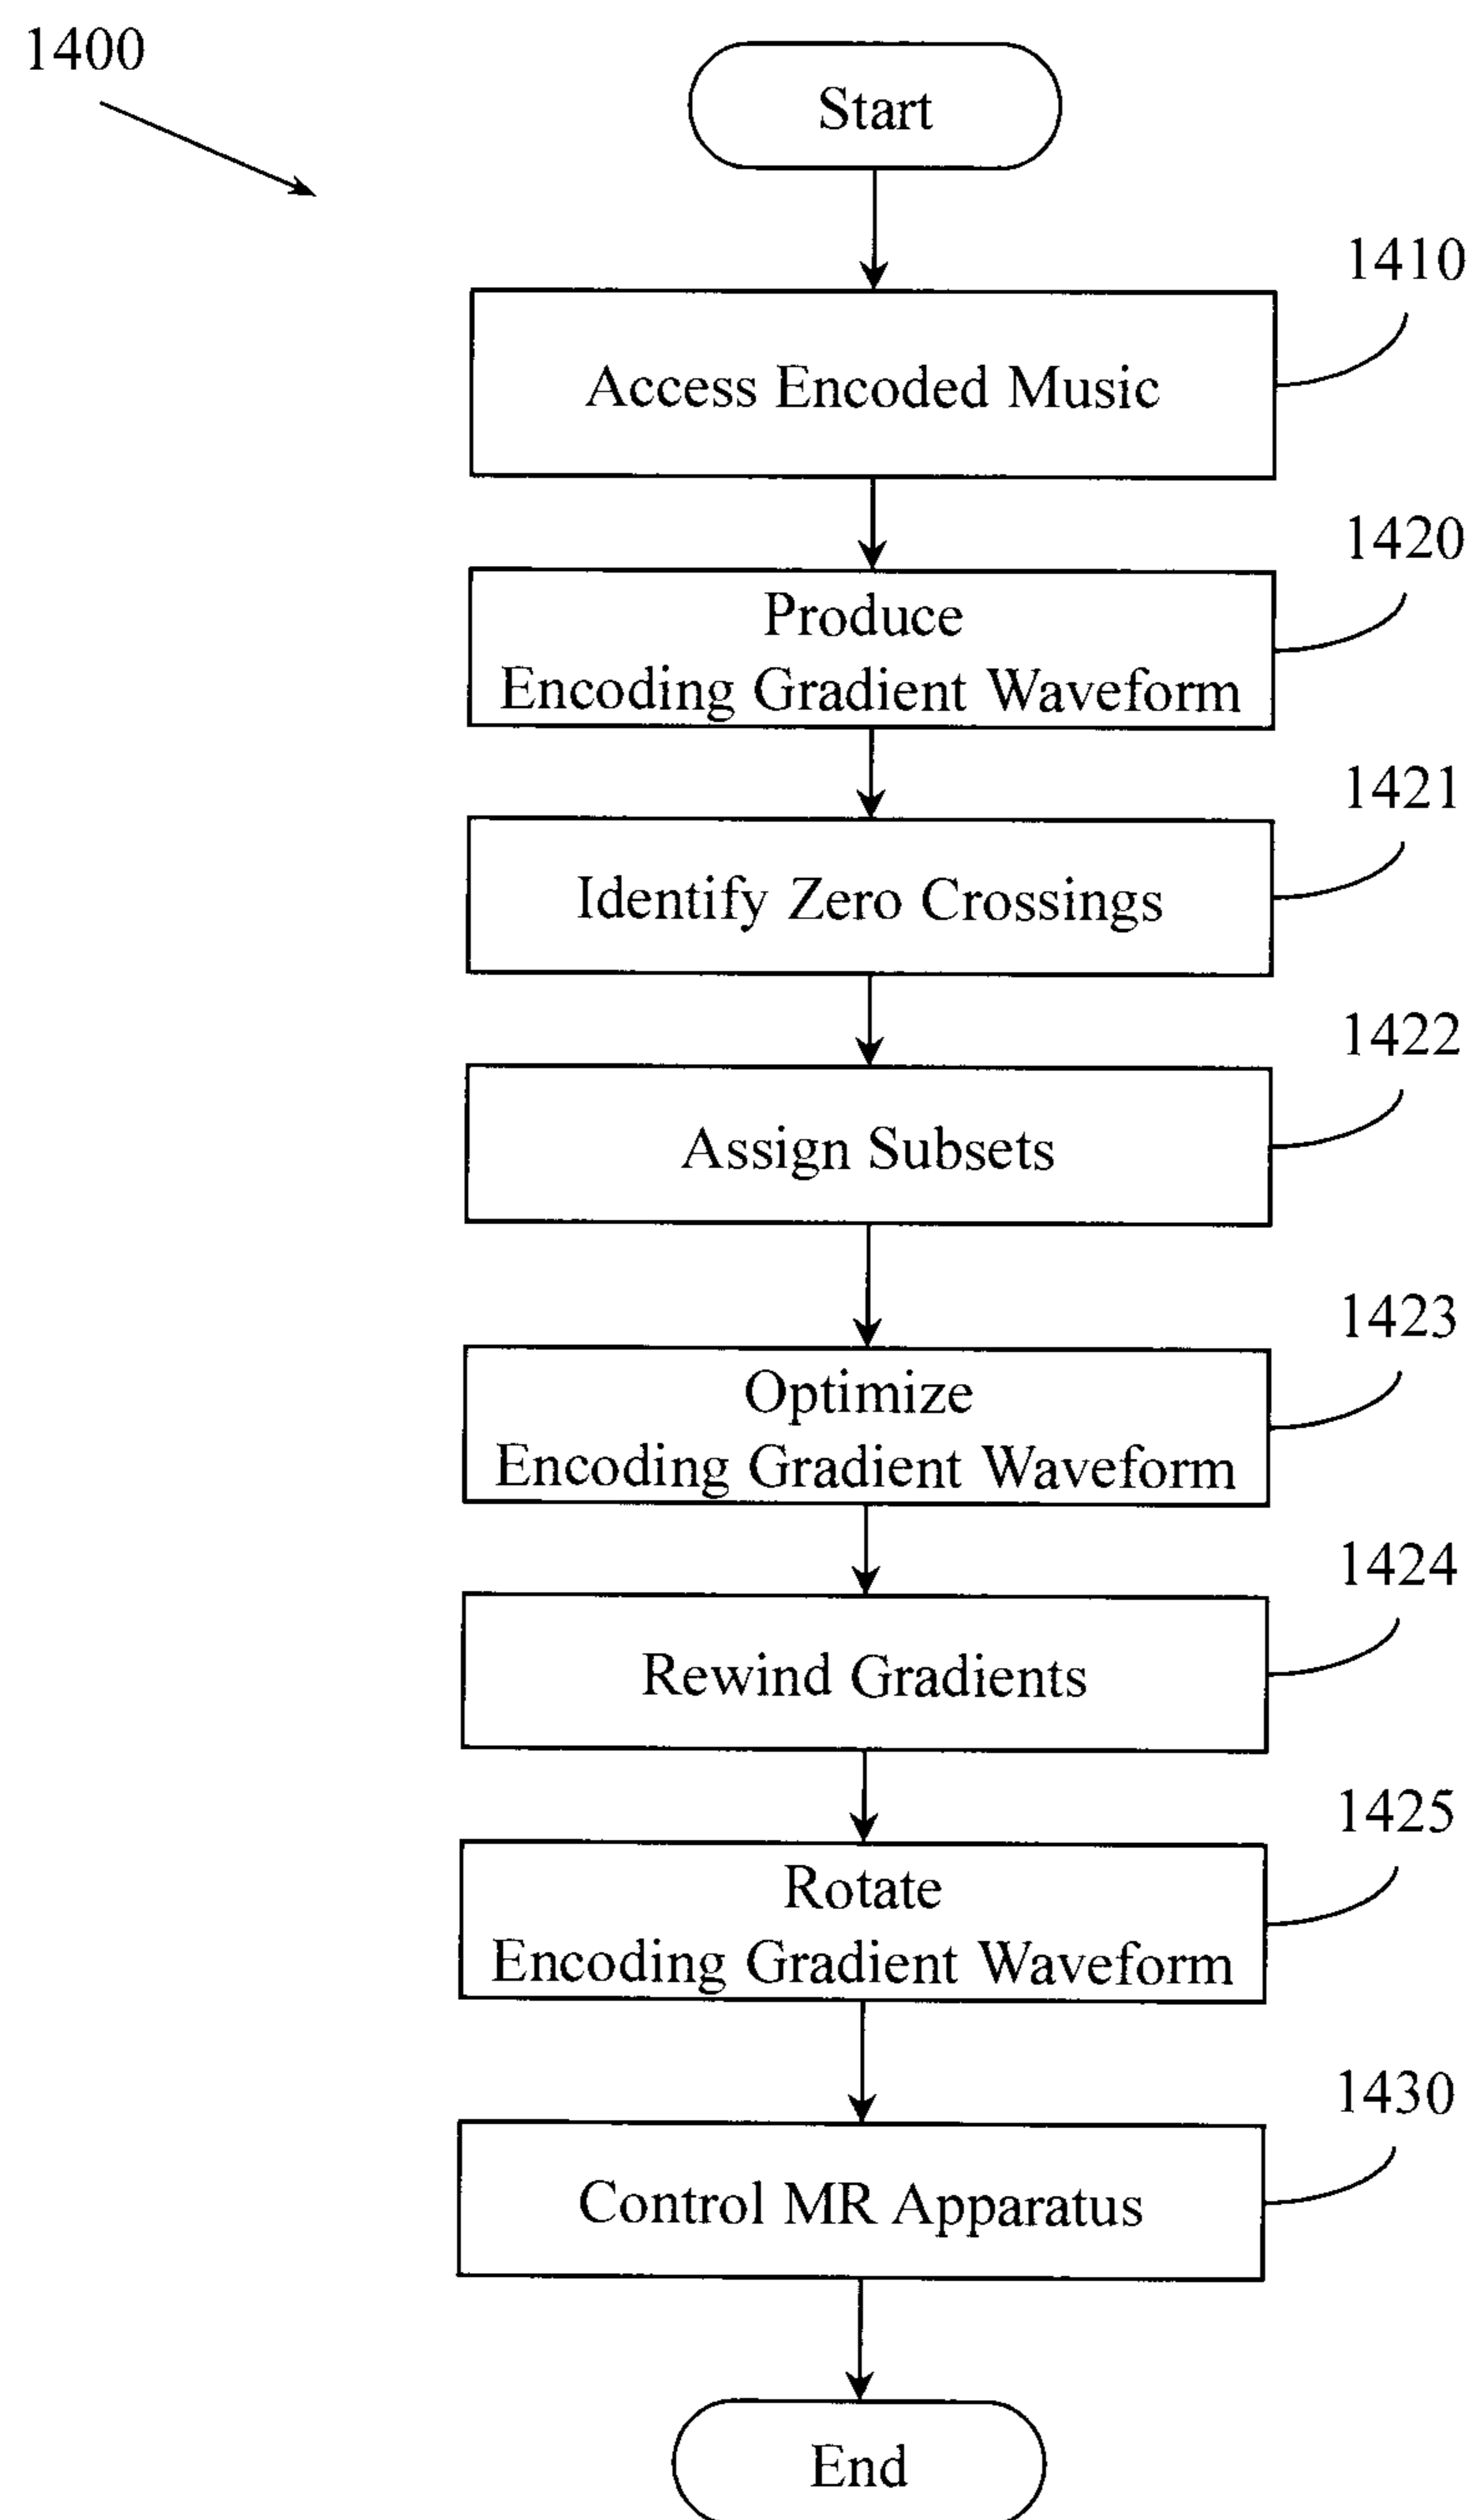 1400
Start
1410
Access Encoded Music
1420
Produce
Encoding Gradient Waveform
1421
Identify Zero Crossings
1422
Assign Subsets
1423
Optimize
Encoding Gradient Waveform
1424
Rewind Gradients
1425
Rotate
Encoding Gradient Waveform
1430
Control MR Apparatus
End